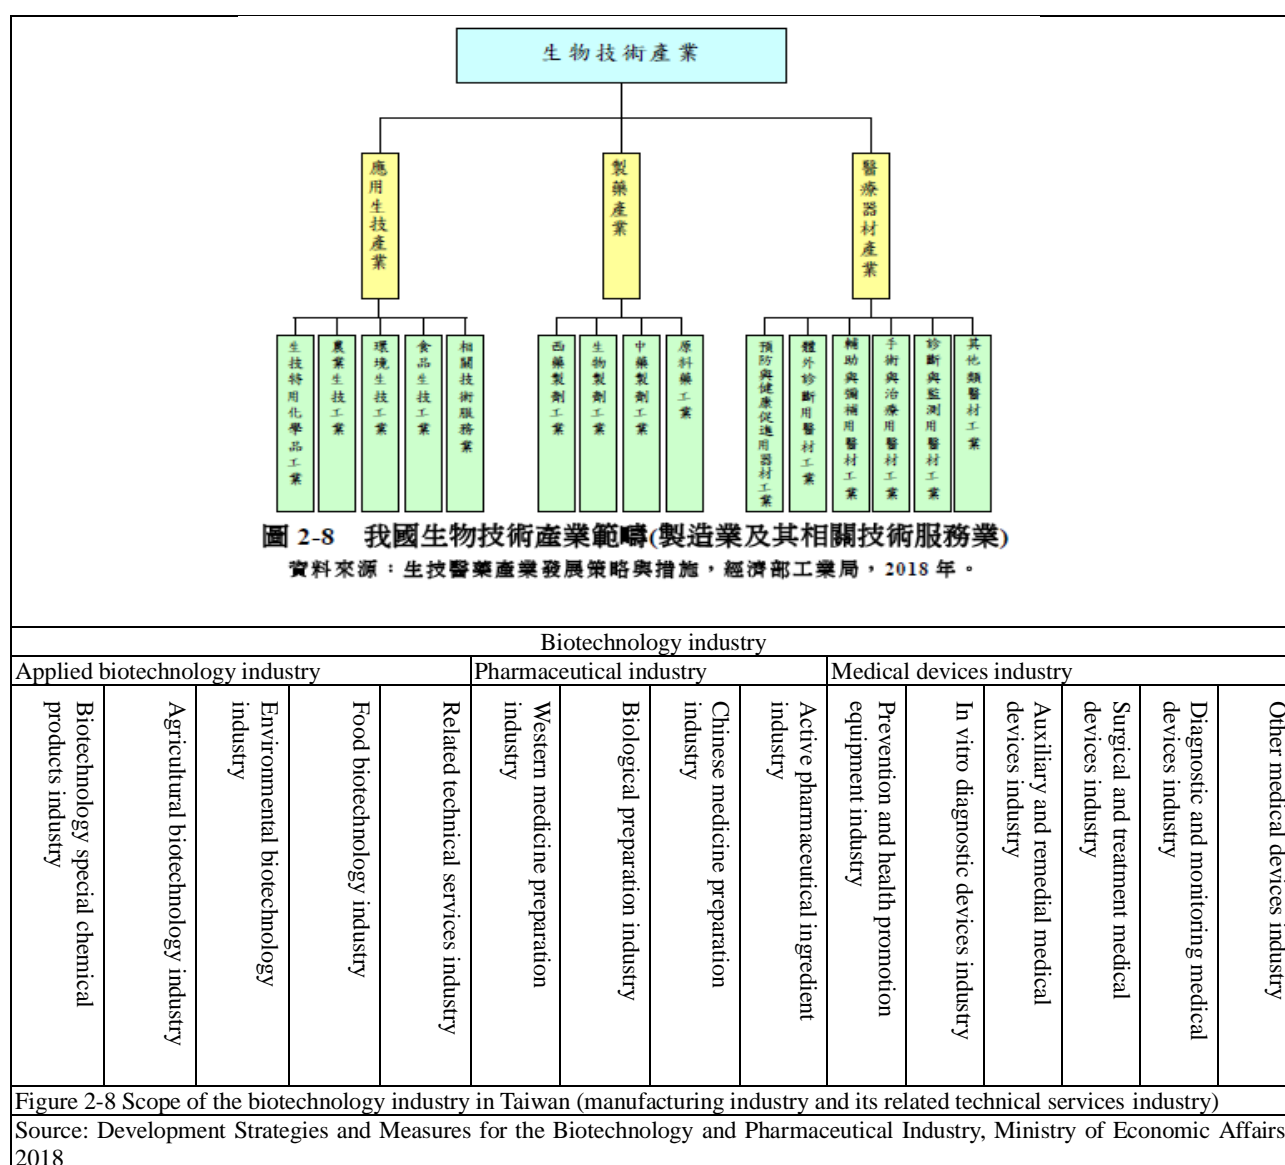 生物技術產業
應用生技產業
製藥產業
醫療器材產業
生技特用化學品工業
農業生技工業
環境生技工業
食品生技工業
相關技術服務業
西藥製劑工業
生物製劑工業
中藥製劑工業
原料藥工業
預防與健康促進用器材工業
體外診斷用醫材工業
輔助與彌補用醫材工業
手術與治療用醫材工業
診斷與監測用醫材工業
其他類醫材工業
圖 2-8 我國生物技術產業範疇(製造業及其相關技術服務業)
資料來源：生技醫藥產業發展策略與措施，經濟部工業局，2018 年。
Biotechnology industry
Applied biotechnology industry
Pharmaceutical industry
Medical devices industry
Biotechnology special chemical
products industry
Agricultural biotechnology industry
Environmental biotechnology
industry
Food biotechnology industry
Related technical services industry
Western medicine preparation
industry
Biological preparation industry
Chinese medicine preparation
industry
Active pharmaceutical ingredient
industry
Prevention and health promotion
equipment industry
In vitro diagnostic devices industry
Auxiliary and remedial medical
devices industry
Surgical and treatment medical
devices industry
Diagnostic and monitoring medical
devices industry
Other medical devices industry
Figure 2-8 Scope of the biotechnology industry in Taiwan (manufacturing industry and its related technical services industry)
Source: Development Strategies and Measures for the Biotechnology and Pharmaceutical Industry, Ministry of Economic Affairs
2018